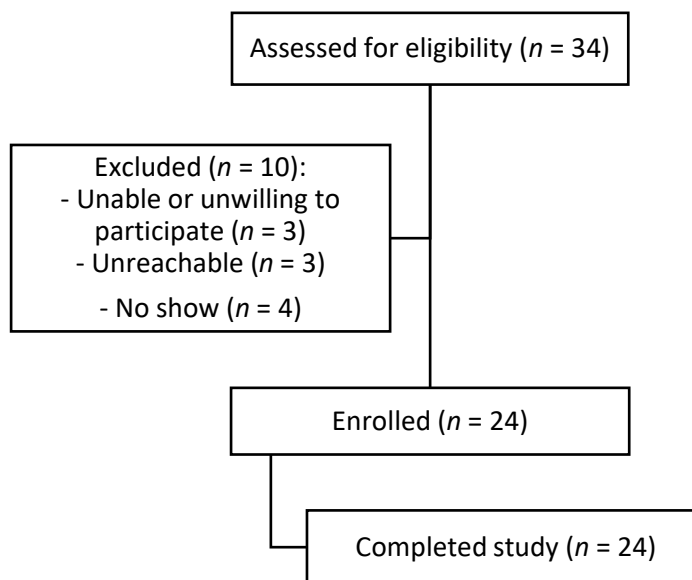 Assessed for eligibility (n = 34)
Excluded (n = 10):
- Unable or unwilling to
participate (n = 3)
- Unreachable (n = 3)
- No show (n = 4)
Enrolled (n = 24)
Completed study (n = 24)